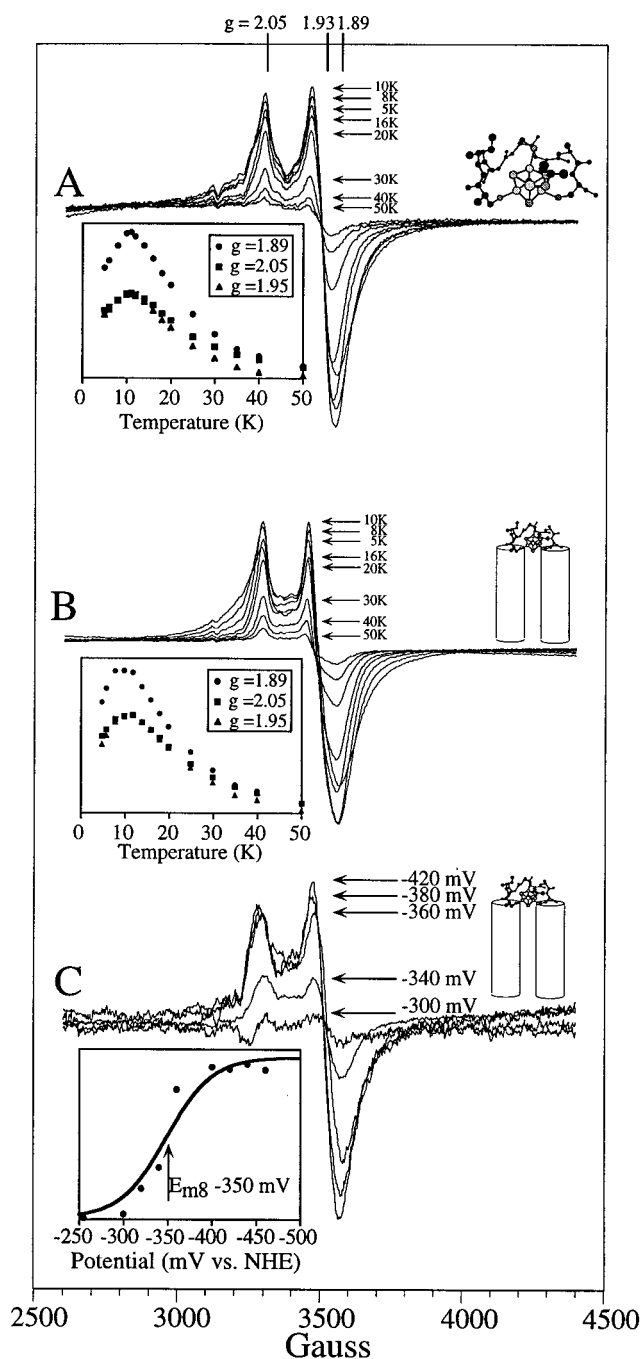 g = 2.05 1.93 1.89
A
10K
8K
5K
16K
20K
30K
40K
50K
g =1.89
g =2.05
g =1.95
0 10 20 30 40 50
Temperature (K)
B
10K
8K
5K
16K
20K
30K
40K
50K
g =1.89
g =2.05
g =1.95
0 10 20 30 40 50
Temperature (K)
C
-420 mV
-380 mV
-360 mV
-340 mV
-300 mV
Em8 -350 mV
-250 -300 -350 -400 -450 -500
Potential (mV vs. NHE)
2500 3000 3500 4000 4500
Gauss